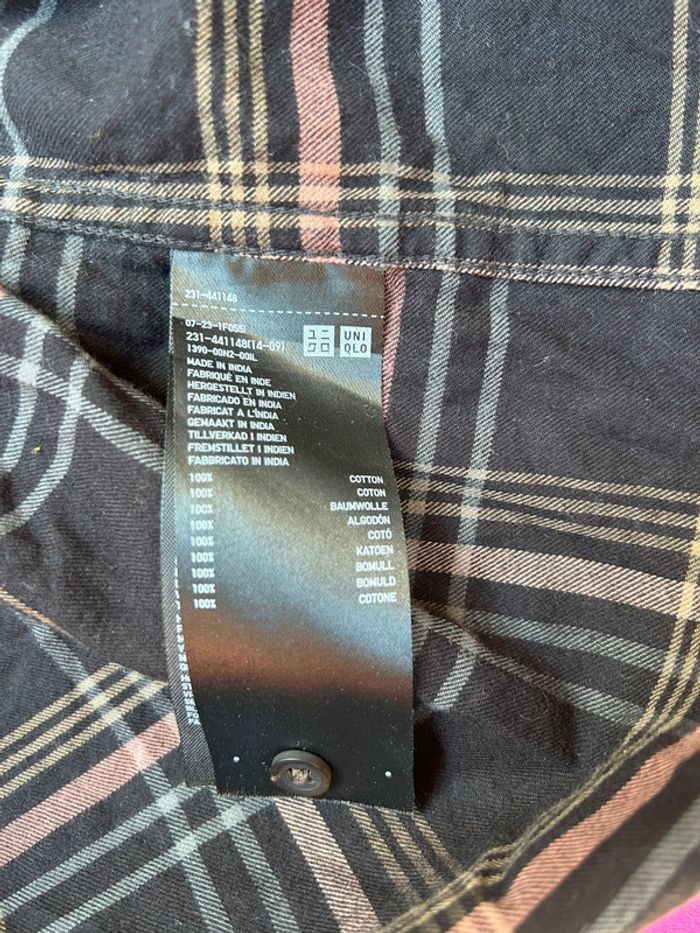 231-441148
07-23-1F055I
231-441148(14-09)
1390-00N2-00IL
ユニ
クロ
UNI
QLO
MADE IN INDIA
FABRIQUÉ EN INDE
HERGESTELLT IN INDIEN
FABRICADO EN INDIA
FABRICAT A L'ÍNDIA
GEMAAKT IN INDIA
TILLVERKAD I INDIEN
FREMSTILLET I INDIEN
FABBRICATO IN INDIA
100% COTTON
100% COTON
100% BAUMWOLLE
100% ALGODÓN
100% COTÓ
100% KATOEN
100% BOMULL
100% BOMULD
100% COTONE